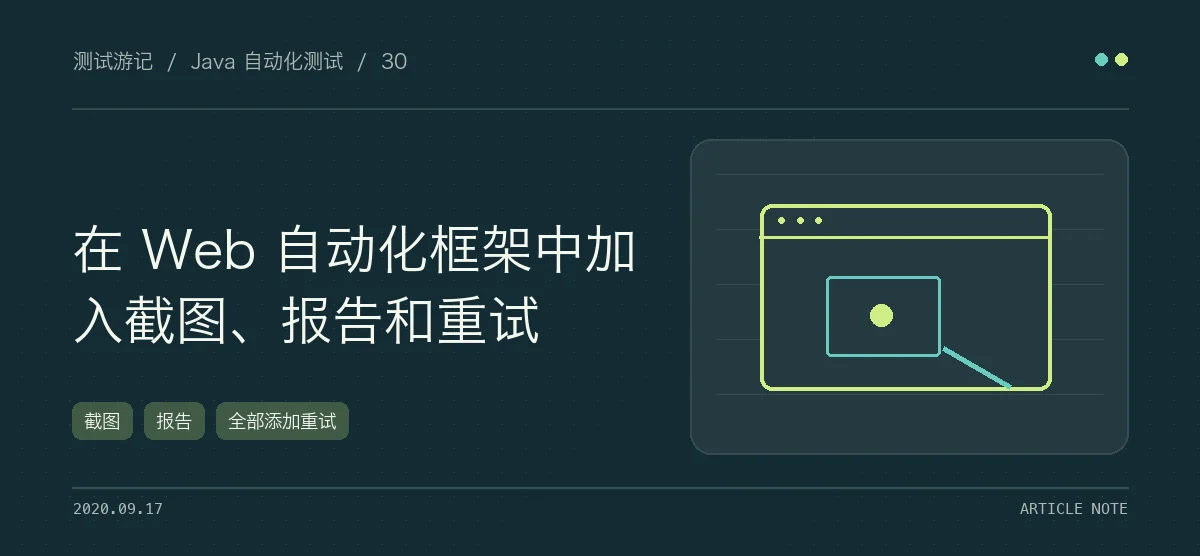 测试游记 / Java 自动化测试 / 30
在 Web 自动化框架中加
入截图、报告和重试
截图 报告 全部添加重试
2020.09.17 ARTICLE NOTE